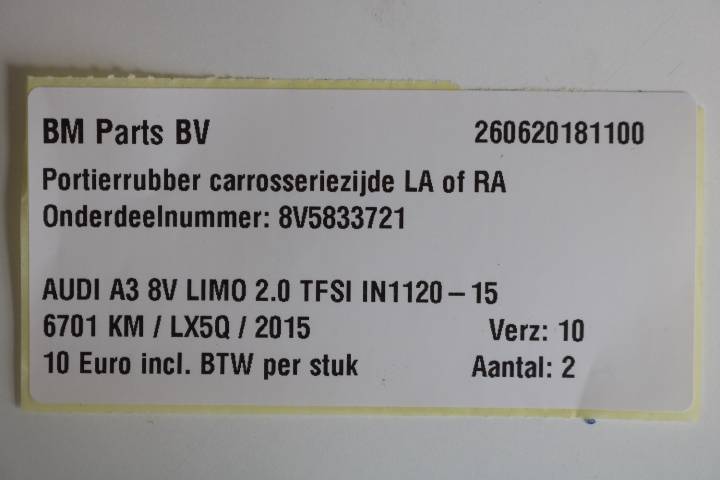 BM Parts BV 260620181100
Portierrubber carrosseriezijde LA of RA
Onderdeelnummer: 8V5833721
AUDI A3 8V LIMO 2.0 TFSI IN1120 – 15
6701 KM / LX5Q / 2015 Verz: 10
10 Euro incl. BTW per stuk Aantal: 2